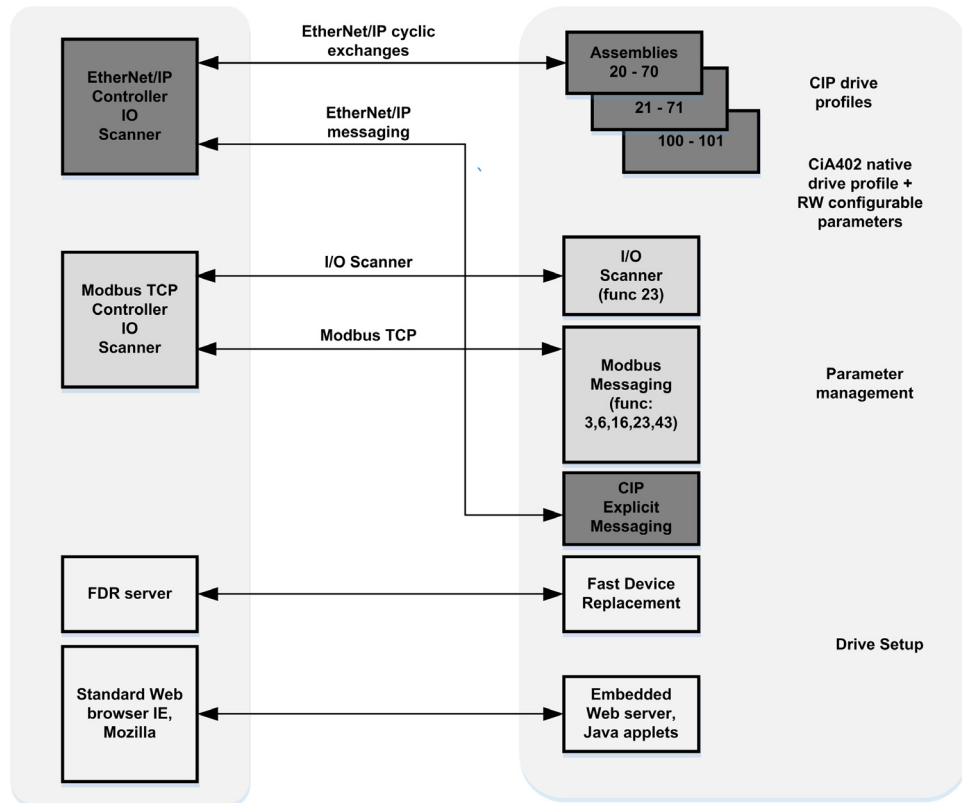 EtherNet/IP cyclic
exchanges
EtherNet/IP
Controller
IO
Scanner
Assemblies
20 - 70
21 - 71
100 - 101
CIP drive
profiles
EtherNet/IP
messaging
CiA402 native
drive profile +
RW configurable
parameters
Modbus TCP
Controller
IO
Scanner
I/O Scanner
I/O
Scanner
(func 23)
Modbus TCP
Modbus
Messaging
(func:
3,6,16,23,43)
Parameter
management
CIP
Explicit
Messaging
FDR server
Fast Device
Replacement
Drive Setup
Standard Web
browser IE,
Mozilla
Embedded
Web server,
Java applets